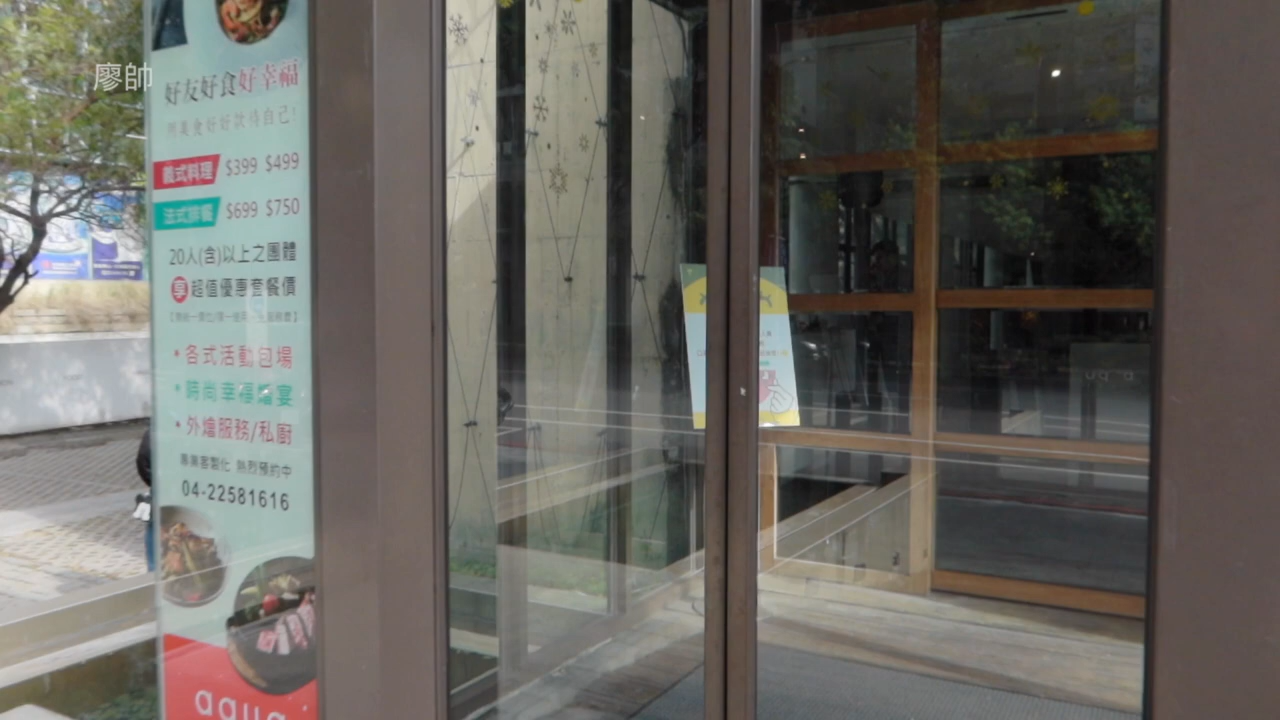 廖帥
好友好食好幸福
用美食好好款待自己!
義式料理 $399 $499
法式排餐 $699 $750
20人(含)以上之團體
享 超值優惠套餐價
• 各式活動包場
• 時尚幸福婚宴
• 外燴服務/私廚
專業客製化 熱烈預約中
04-22581616
aqua